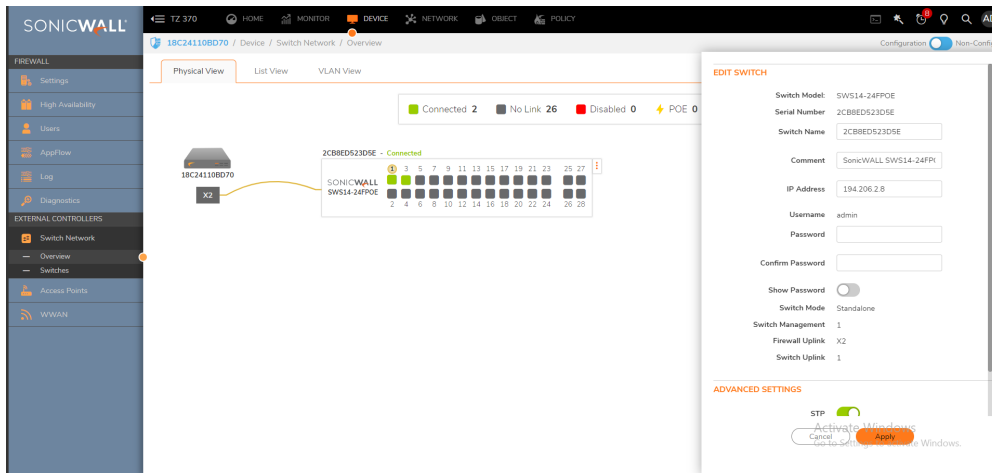 SONICWALL
TZ 370
HOME
MONITOR
DEVICE
NETWORK
OBJECT
POLICY
8
18C24110BD70 / Device / Switch Network / Overview
Configuration
Non-Config
FIREWALL
Settings
High Availability
Users
AppFlow
Log
Diagnostics
EXTERNAL CONTROLLERS
Switch Network
Overview
Switches
Access Points
WWAN
Physical View
List View
VLAN View
Connected 2
No Link 26
Disabled 0
POE 0
18C24110BD70
X2
2CB8ED523D5E - Connected
1 3 5 7 9 11 13 15 17 19 21 23 25 27
SONICWALL
SWS14-24FPOE
2 4 6 8 10 12 14 16 18 20 22 24 26 28
EDIT SWITCH
Switch Model: SWS14-24FPOE
Serial Number 2CB8ED523D5E
Switch Name 2CB8ED523D5E
Comment SonicWALL SWS14-24FP
IP Address 194.206.2.8
Username admin
Password
Confirm Password
Show Password
Switch Mode Standalone
Switch Management 1
Firewall Uplink X2
Switch Uplink 1
ADVANCED SETTINGS
STP
Activate Windows
Cancel
Apply
Go to Settings to activate Windows.